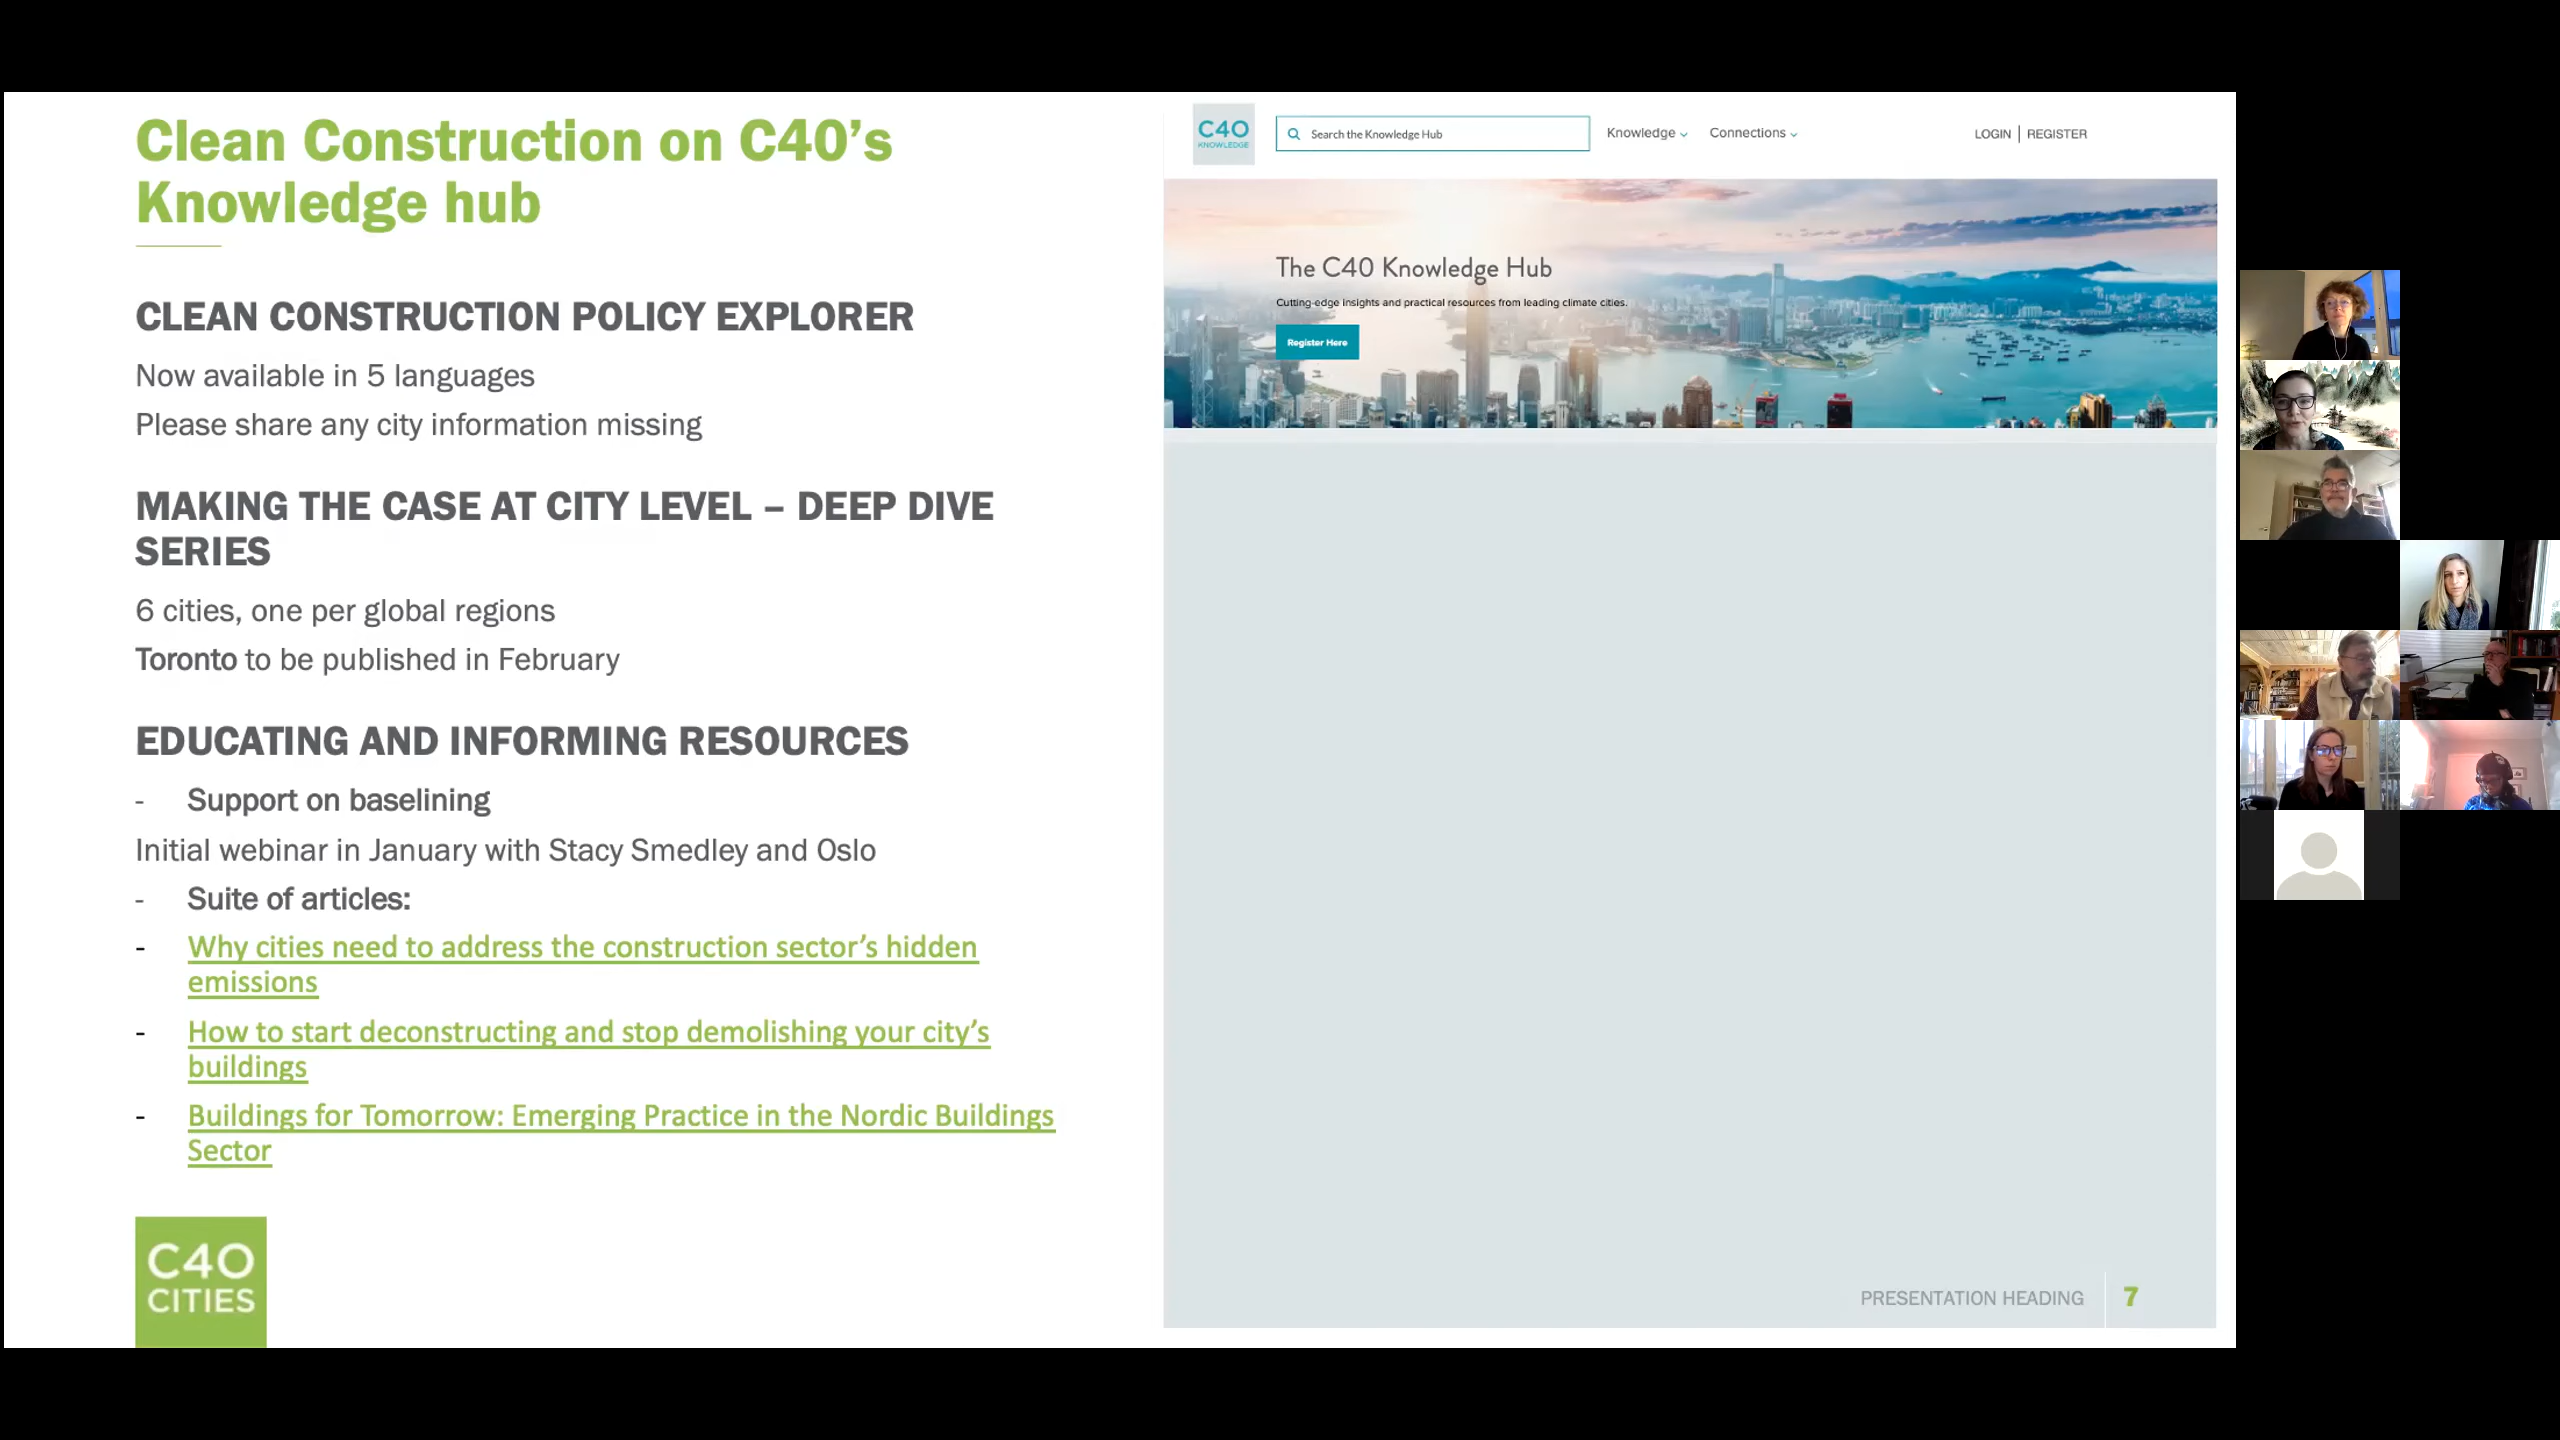 Clean Construction on C40’s
Knowledge hub
CLEAN CONSTRUCTION POLICY EXPLORER
Now available in 5 languages
Please share any city information missing
MAKING THE CASE AT CITY LEVEL – DEEP DIVE
SERIES
6 cities, one per global regions
Toronto to be published in February
EDUCATING AND INFORMING RESOURCES
- Support on baselining
Initial webinar in January with Stacy Smedley and Oslo
- Suite of articles:
- Why cities need to address the construction sector’s hidden
emissions
- How to start deconstructing and stop demolishing your city’s
buildings
- Buildings for Tomorrow: Emerging Practice in the Nordic Buildings
Sector
C40
CITIES
C40
KNOWLEDGE
Search the Knowledge Hub
Knowledge
Connections
LOGIN | REGISTER
The C40 Knowledge Hub
Cutting-edge insights and practical resources from leading climate cities.
Register Here
PRESENTATION HEADING
7